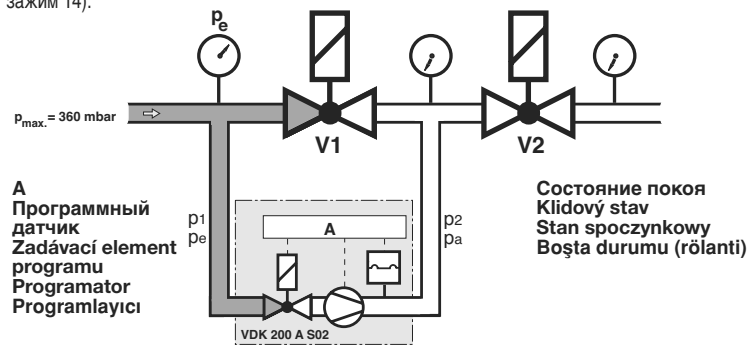 зажим 14).
pe
pmax.= 360 mbar
V1
V2
A
Программный
датчик
Zadávací element
programu
Programator
Programlayıcı
p1
pe
A
p2
pa
VDK 200 A S02
Состояние покоя
Klidový stav
Stan spoczynkowy
Boşta durumu (rölanti)